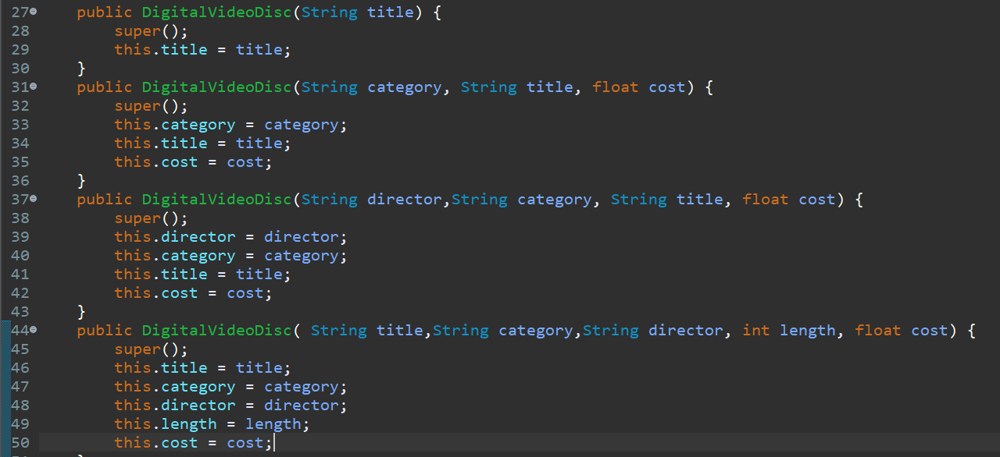 27 public DigitalVideoDisc(String title) {
28 super();
29 this.title = title;
30 }
31 public DigitalVideoDisc(String category, String title, float cost) {
32 super();
33 this.category = category;
34 this.title = title;
35 this.cost = cost;
36 }
37 public DigitalVideoDisc(String director,String category, String title, float cost) {
38 super();
39 this.director = director;
40 this.category = category;
41 this.title = title;
42 this.cost = cost;
43 }
44 public DigitalVideoDisc( String title,String category,String director, int length, float cost) {
45 super();
46 this.title = title;
47 this.category = category;
48 this.director = director;
49 this.length = length;
50 this.cost = cost;